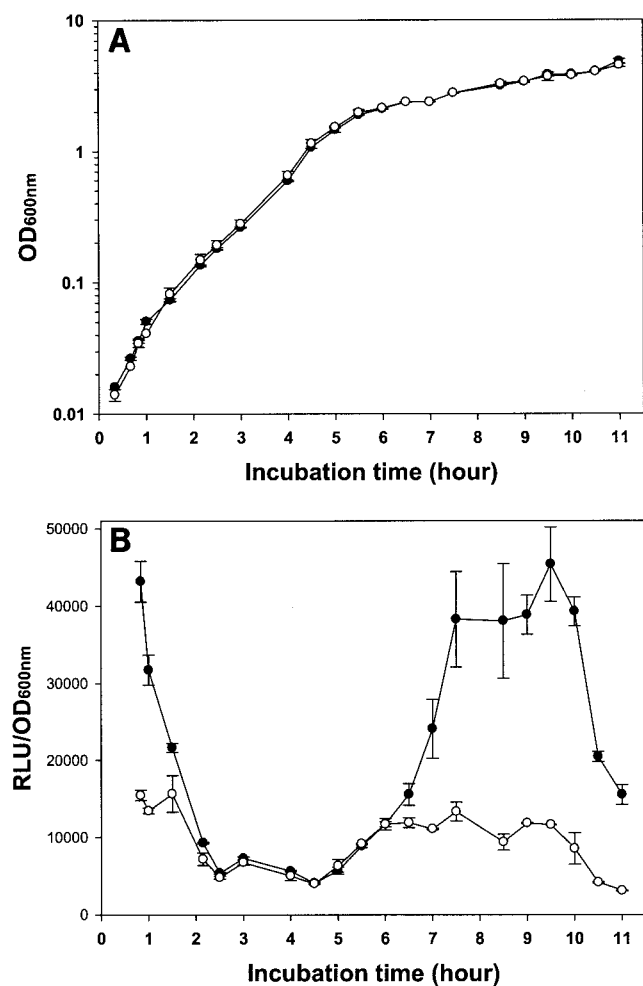 A
10
1
0.1
0.01
OD600nm
0 1 2 3 4 5 6 7 8 9 10 11
Incubation time (hour)
B
50000
40000
30000
20000
10000
0
RLU/OD600nm
0 1 2 3 4 5 6 7 8 9 10 11
Incubation time (hour)